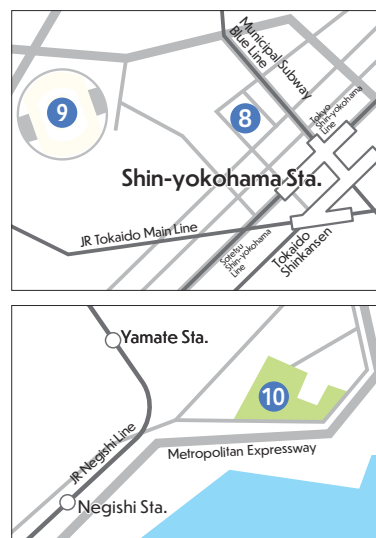 Municipal Subway
Blue Line
Tokyo
Shin-yokohama
Line
9
8
Shin-yokohama Sta.
JR Tokaido Main Line
Sotetsu
Shin-yokohama
Line
Tokaido
Shinkansen
Yamate Sta.
10
JR Negishi Line
Metropolitan Expressway
Negishi Sta.